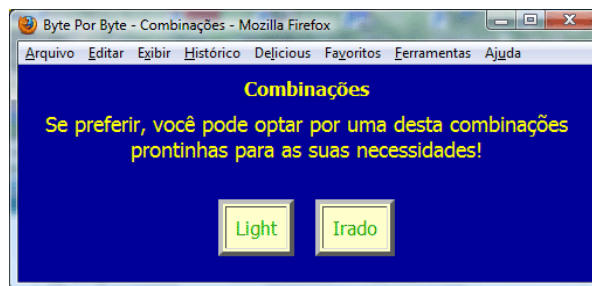 Byte Por Byte - Combinações - Mozilla Firefox
Arquivo Editar Exibir Histórico Delicious Favoritos Ferramentas Ajuda
Combinações
Se preferir, você pode optar por uma desta combinações
prontinhas para as suas necessidades!
Light Irado